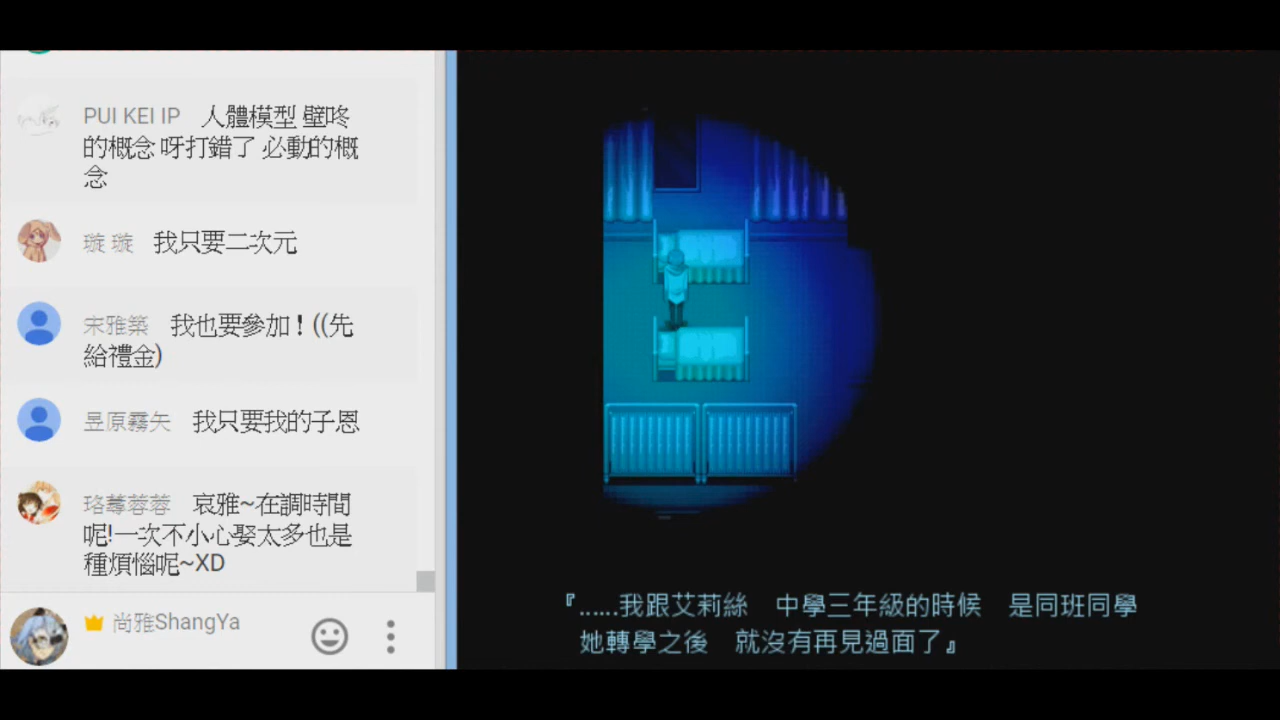 PUI KEI IP 人體模型 壁咚
的概念 呀打錯了 必動的概
念
璇 璇 我只要二次元
宋雅築 我也要參加！((先
給禮金)
昱原霧矢 我只要我的子恩
珞蕚蓉蓉 哀雅~在調時間
呢!一次不小心娶太多也是
種煩惱呢~XD
尚雅ShangYa
『......我跟艾莉絲　中學三年級的時候　是同班同學
她轉學之後　就沒有再見過面了』